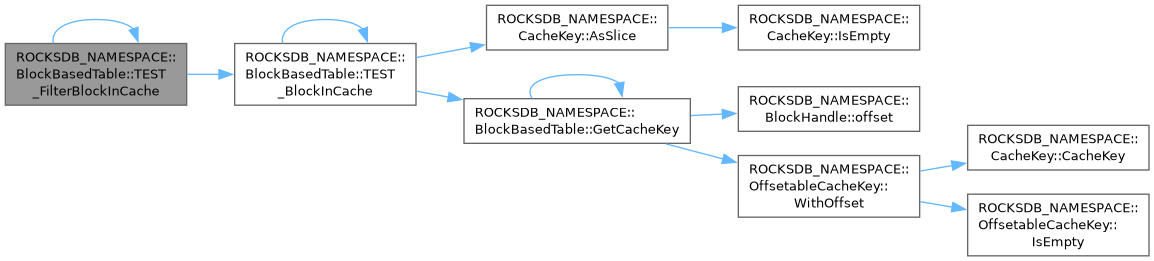 ROCKSDB_NAMESPACE::
BlockBasedTable::TEST
_FilterBlockInCache
ROCKSDB_NAMESPACE::
BlockBasedTable::TEST
_BlockInCache
ROCKSDB_NAMESPACE::
CacheKey::AsSlice
ROCKSDB_NAMESPACE::
CacheKey::IsEmpty
ROCKSDB_NAMESPACE::
BlockBasedTable::GetCacheKey
ROCKSDB_NAMESPACE::
BlockHandle::offset
ROCKSDB_NAMESPACE::
OffsetableCacheKey::
WithOffset
ROCKSDB_NAMESPACE::
CacheKey::CacheKey
ROCKSDB_NAMESPACE::
OffsetableCacheKey::
IsEmpty